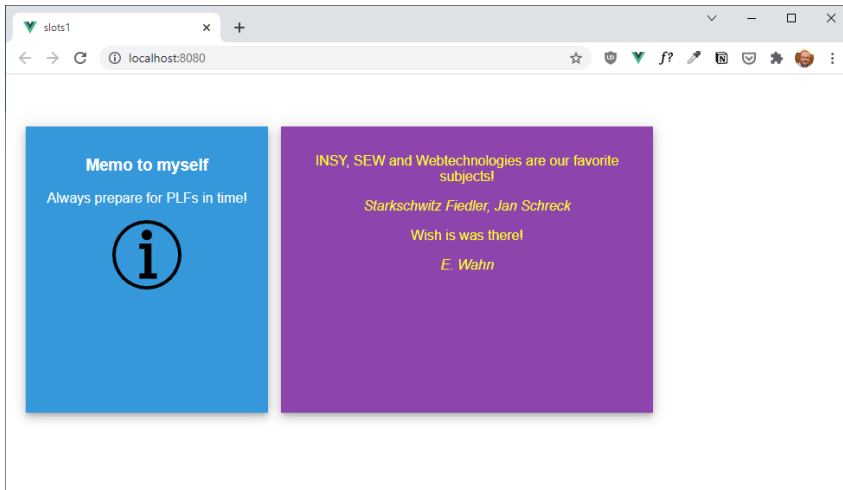 slots1
localhost:8080
f?
Memo to myself
Always prepare for PLFs in time!
i
INSY, SEW and Webtechnologies are our favorite
subjects!
Starkschwitz Fiedler, Jan Schreck
Wish is was there!
E. Wahn